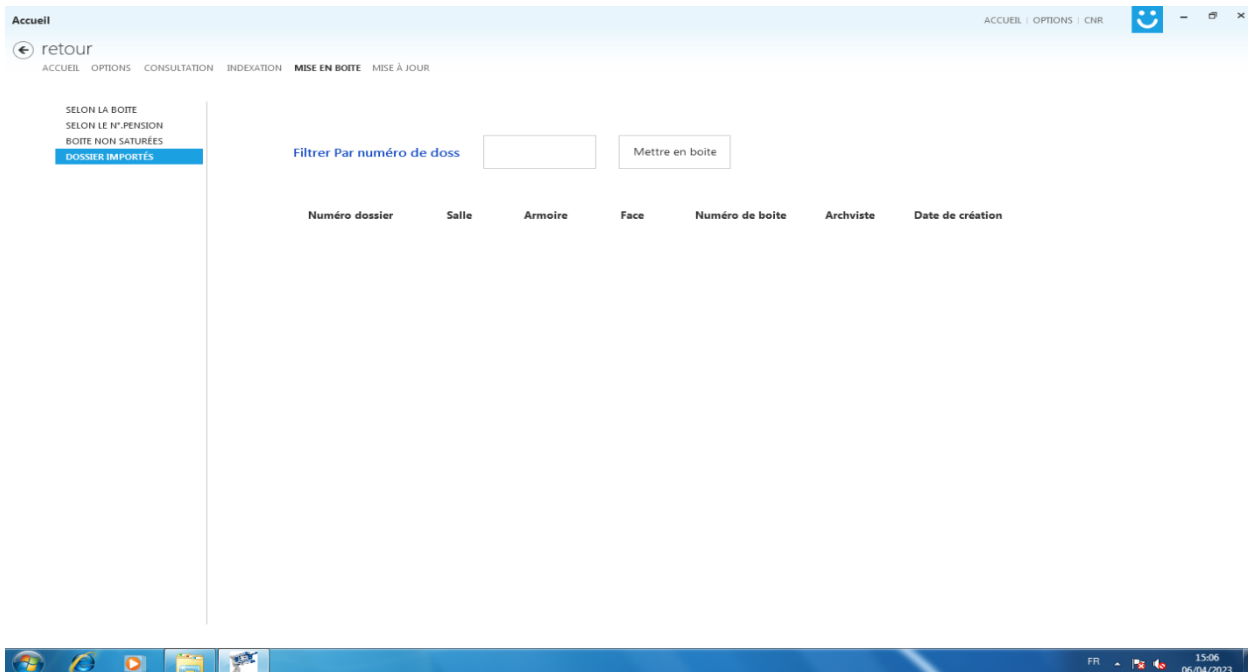 Accueil
ACCUEIL | OPTIONS | CNR
retour
ACCUEIL OPTIONS CONSULTATION INDEXATION MISE EN BOITE MISE À JOUR
SELON LA BOITE
SELON LE N°.PENSION
BOITE NON SATURÉES
DOSSIER IMPORTÉS
Filtrer Par numéro de doss
Mettre en boite
Numéro dossier Salle Armoire Face Numéro de boite Archviste Date de création
FR
15:06
06/04/2023